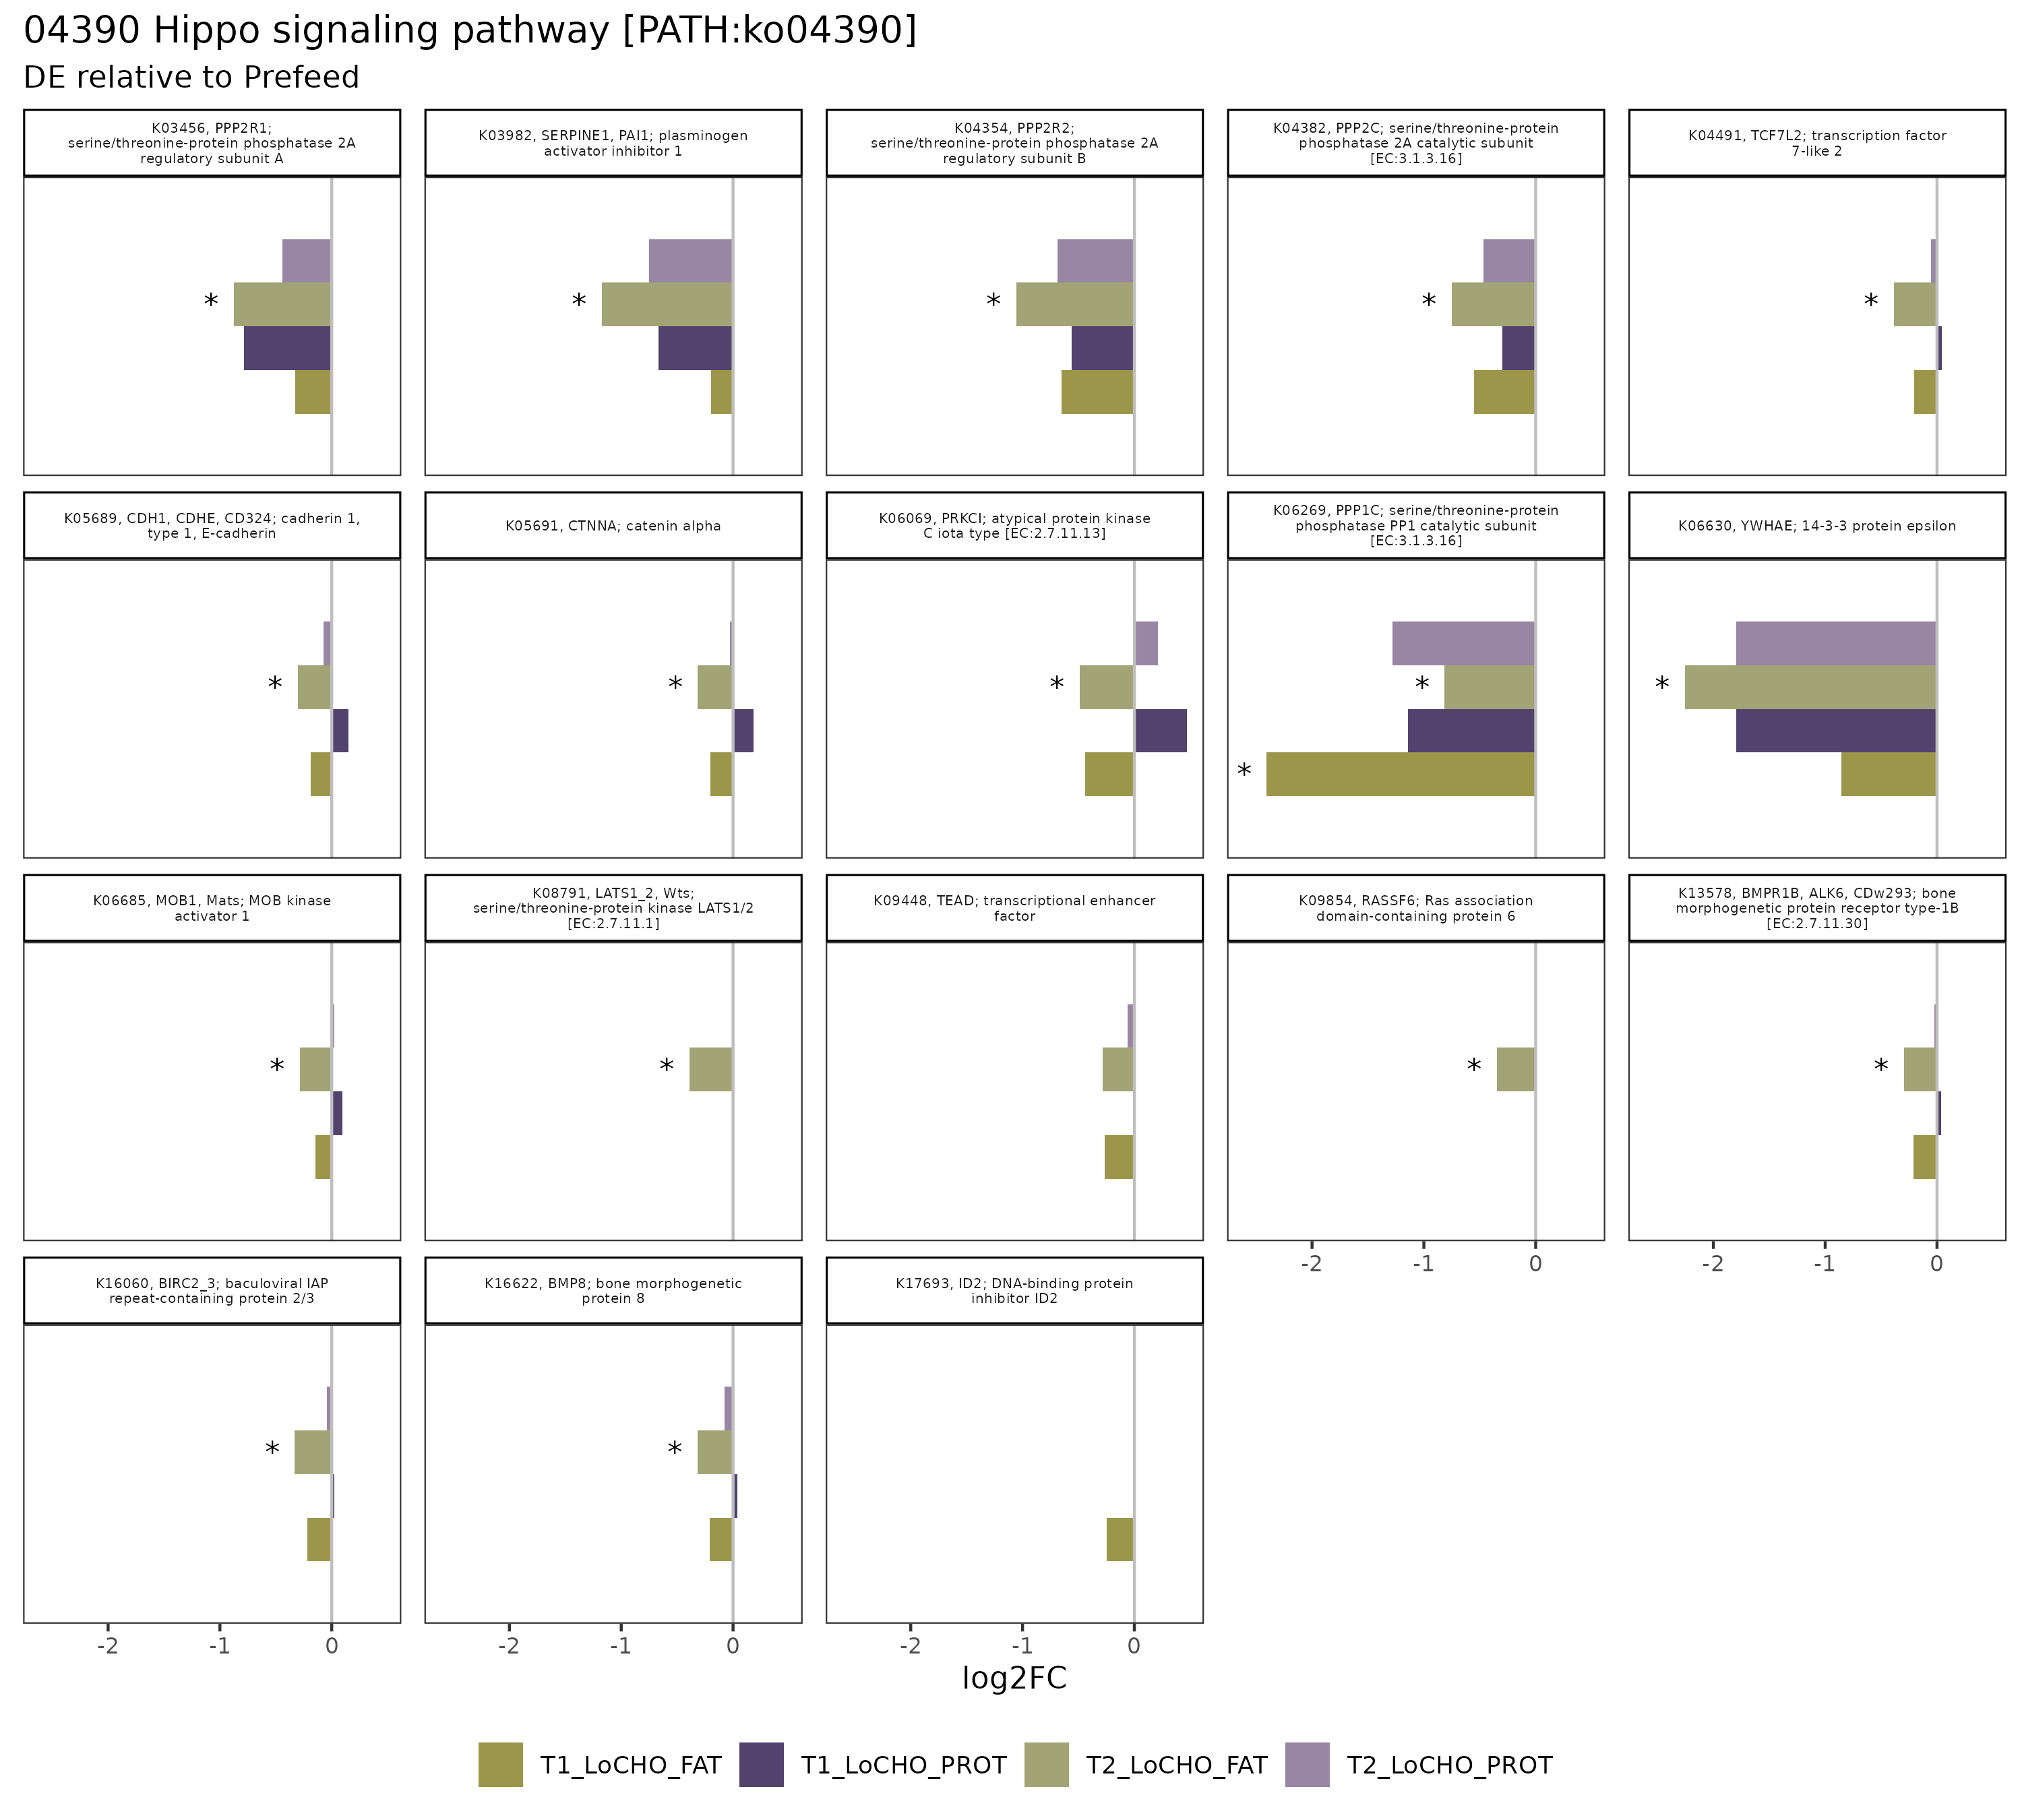 04390 Hippo signaling pathway [PATH:ko04390]
DE relative to Prefeed
K03456, PPP2R1;
serine/threonine-protein phosphatase 2A
regulatory subunit A
K03982, SERPINE1, PAI1; plasminogen
activator inhibitor 1
K04354, PPP2R2;
serine/threonine-protein phosphatase 2A
regulatory subunit B
K04382, PPP2C; serine/threonine-protein
phosphatase 2A catalytic subunit
[EC:3.1.3.16]
K04491, TCF7L2; transcription factor
7-like 2
*
*
*
*
*
K05689, CDH1, CDHE, CD324; cadherin 1,
type 1, E-cadherin
K05691, CTNNA; catenin alpha
K06069, PRKCI; atypical protein kinase
C iota type [EC:2.7.11.13]
K06269, PPP1C; serine/threonine-protein
phosphatase PP1 catalytic subunit
[EC:3.1.3.16]
K06630, YWHAE; 14-3-3 protein epsilon
*
*
*
*
*
*
K06685, MOB1, Mats; MOB kinase
activator 1
K08791, LATS1_2, Wts;
serine/threonine-protein kinase LATS1/2
[EC:2.7.11.1]
K09448, TEAD; transcriptional enhancer
factor
K09854, RASSF6; Ras association
domain-containing protein 6
K13578, BMPR1B, ALK6, CDw293; bone
morphogenetic protein receptor type-1B
[EC:2.7.11.30]
*
*
*
*
-2 -1 0
-2 -1 0
K16060, BIRC2_3; baculoviral IAP
repeat-containing protein 2/3
K16622, BMP8; bone morphogenetic
protein 8
K17693, ID2; DNA-binding protein
inhibitor ID2
*
*
-2 -1 0
-2 -1 0
-2 -1 0
log2FC
T1_LoCHO_FAT
T1_LoCHO_PROT
T2_LoCHO_FAT
T2_LoCHO_PROT